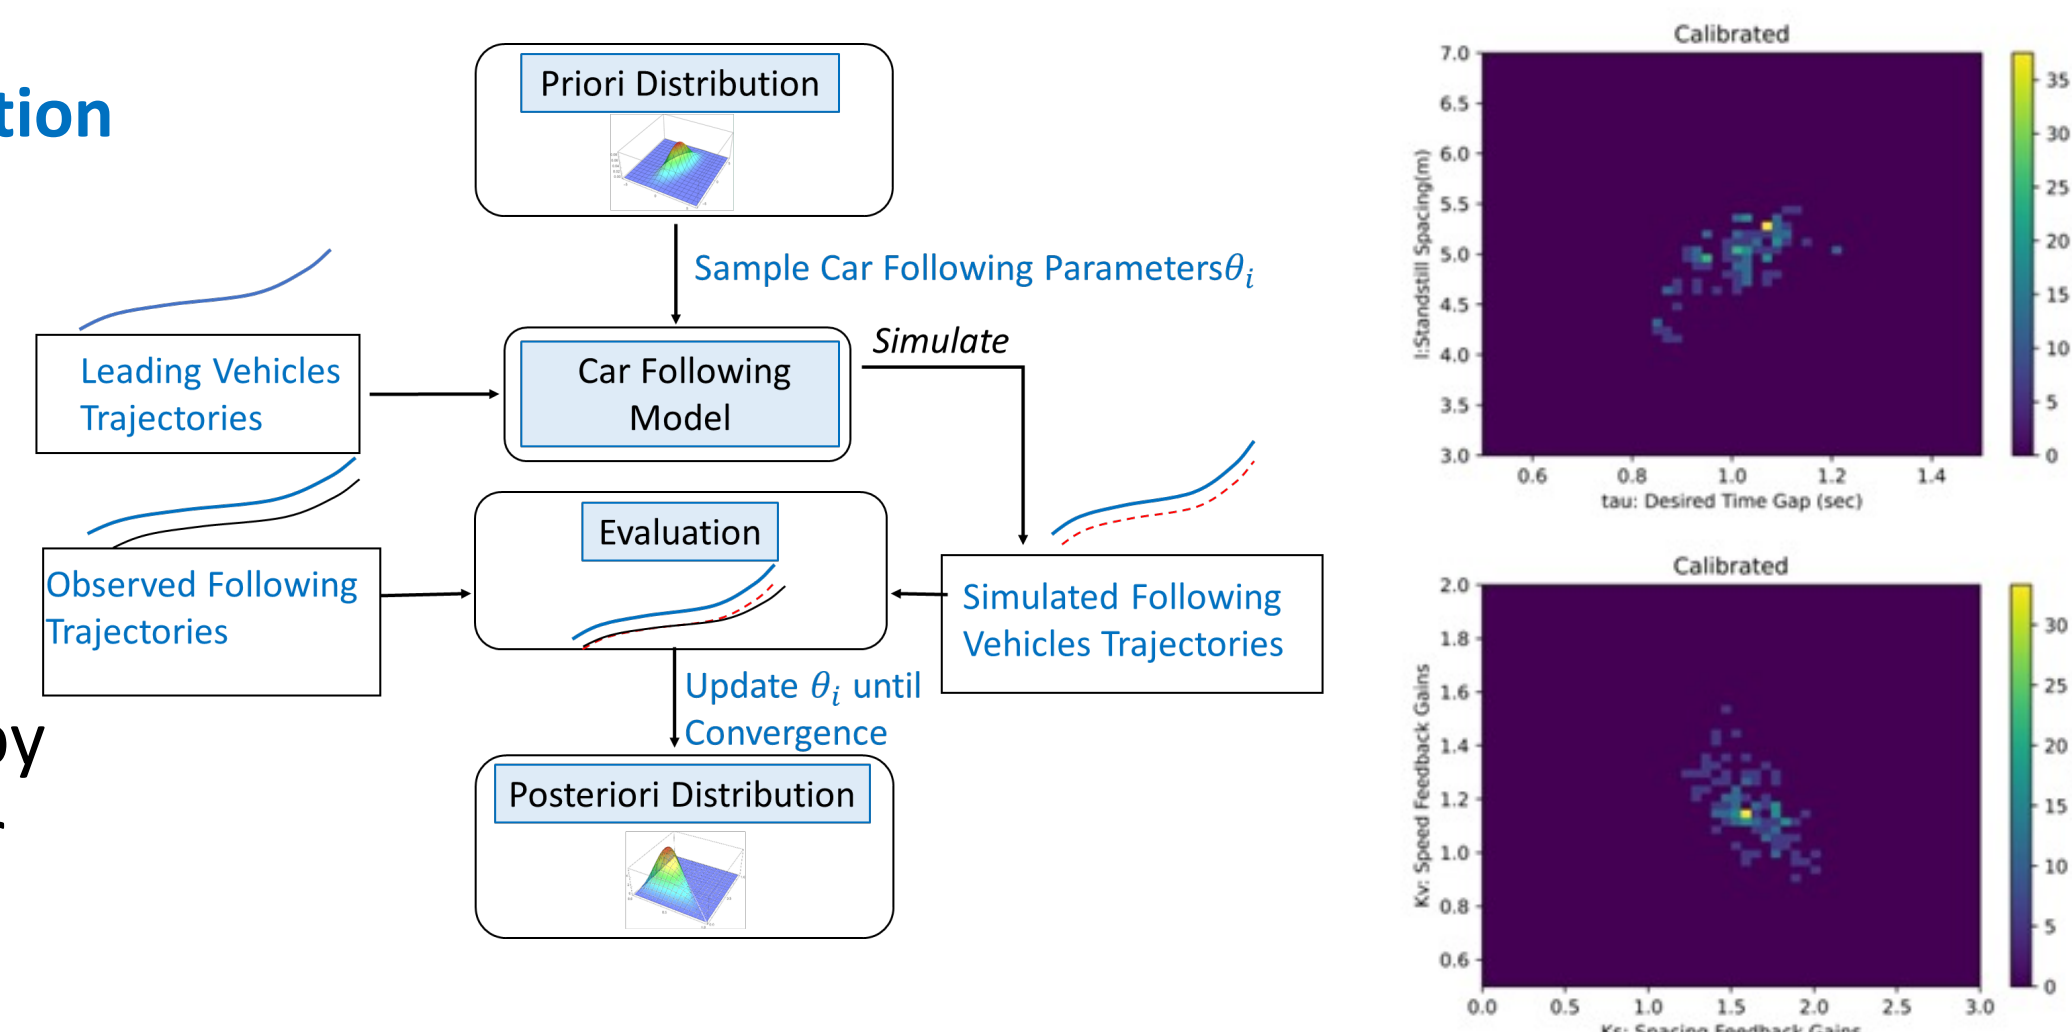 tion
Priori Distribution
Sample Car Following Parametersθi
Leading Vehicles
Trajectories
Car Following
Model
Simulate
Observed Following
Trajectories
Evaluation
Simulated Following
Vehicles Trajectories
Update θi until
Convergence
Posteriori Distribution
by
Calibrated
7.0
6.5
6.0
5.5
5.0
4.5
4.0
3.5
3.0
l:Standstill Spacing(m)
0.6 0.8 1.0 1.2 1.4
tau: Desired Time Gap (sec)
35
30
25
20
15
10
5
0
Calibrated
2.0
1.8
1.6
1.4
1.2
1.0
0.8
0.6
Kv: Speed Feedback Gains
0.0 0.5 1.0 1.5 2.0 2.5 3.0
Ks: Spacing Feedback Gains
30
25
20
15
10
5
0